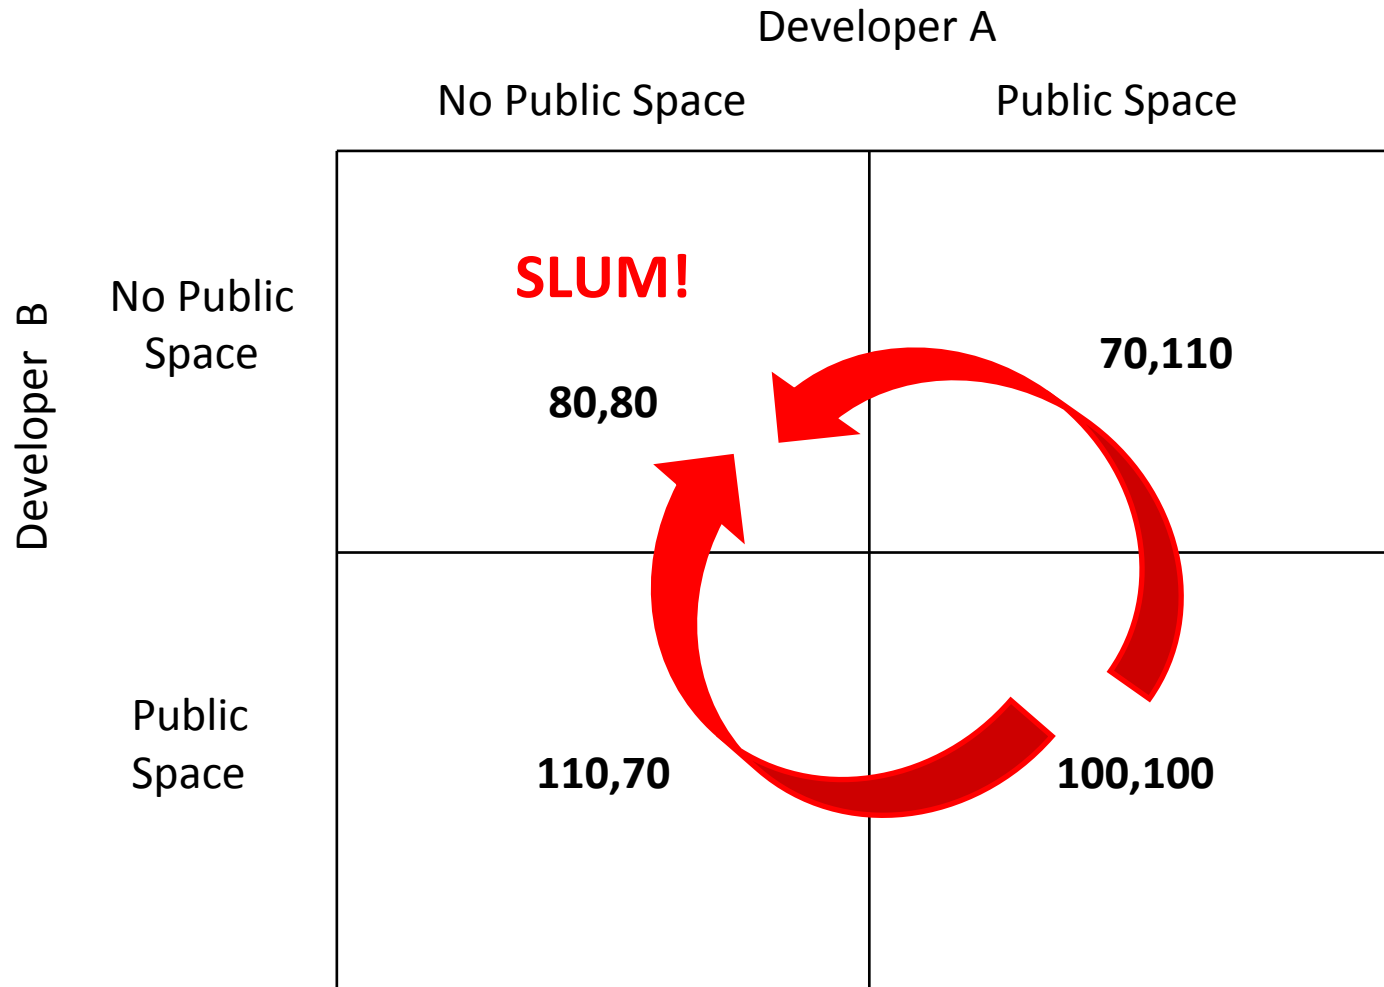 Developer A
No Public Space
Public Space
Developer B
No Public
Space
SLUM!
80,80
70,110
Public
Space
110,70
100,100